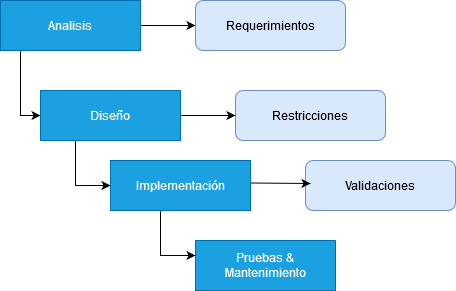 Analisis
Requerimientos
Diseño
Restricciones
Implementación
Validaciones
Pruebas &
Mantenimiento